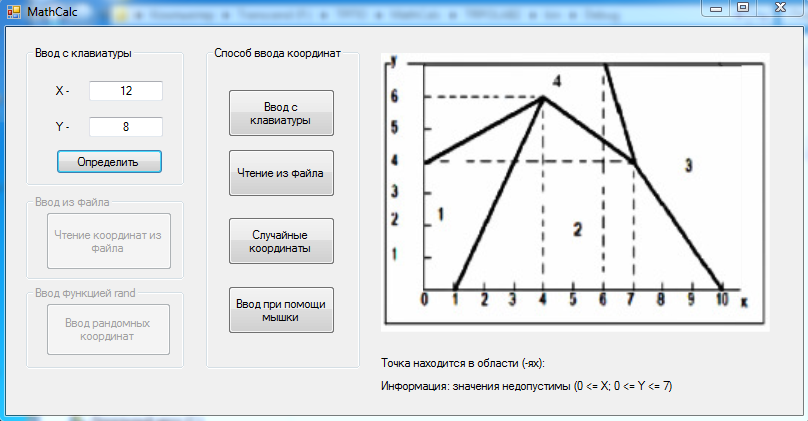 MathCalc
Ввод с клавиатуры
X -
12
Y -
8
Определить
Ввод из файла
Чтение координат из
файла
Ввод функцией rand
Ввод рандомных
координат
Способ ввода координат
Ввод с
клавиатуры
Чтение из файла
Случайные
координаты
Ввод при помощи
мышки
y
6
5
4
3
2
1
4
3
1
2
0 1 2 3 4 5 6 7 8 9 10 x
Точка находится в области (-ях):
Информация: значения недопустимы (0 <= X; 0 <= Y <= 7)